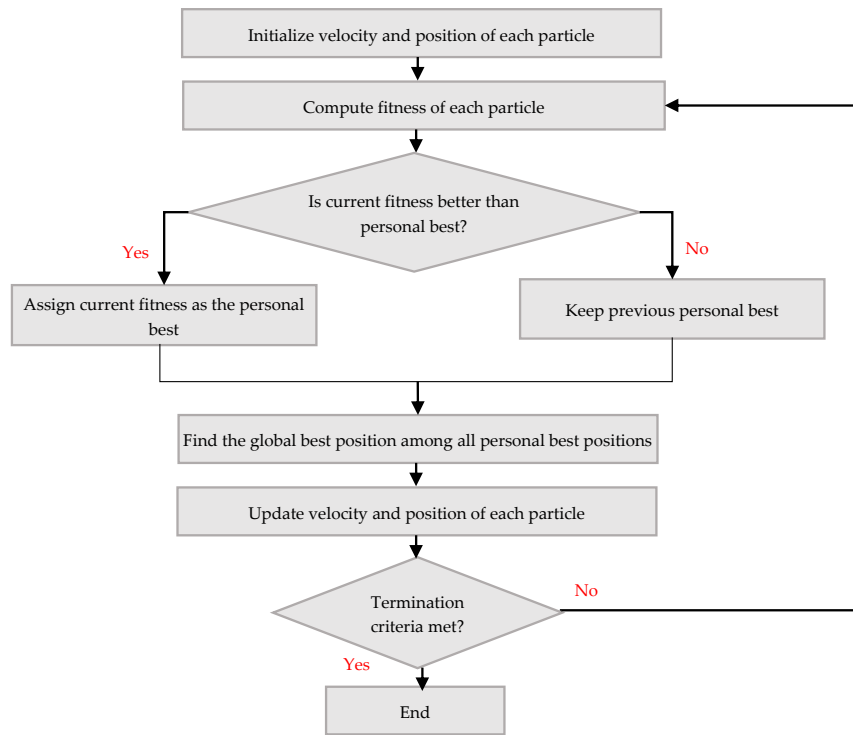 Initialize velocity and position of each particle
Compute fitness of each particle
Is current fitness better than
personal best?
Yes
No
Assign current fitness as the personal
best
Keep previous personal best
Find the global best position among all personal best positions
Update velocity and position of each particle
Termination
criteria met?
No
Yes
End